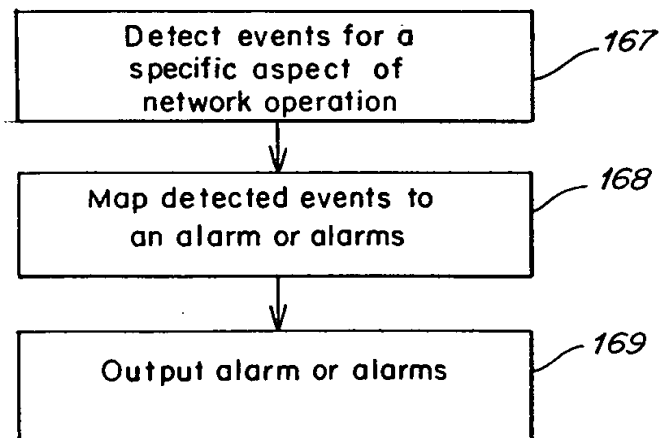 Detect events for a
specific aspect of
network operation
167
Map detected events to
an alarm or alarms
168
Output alarm or alarms
169